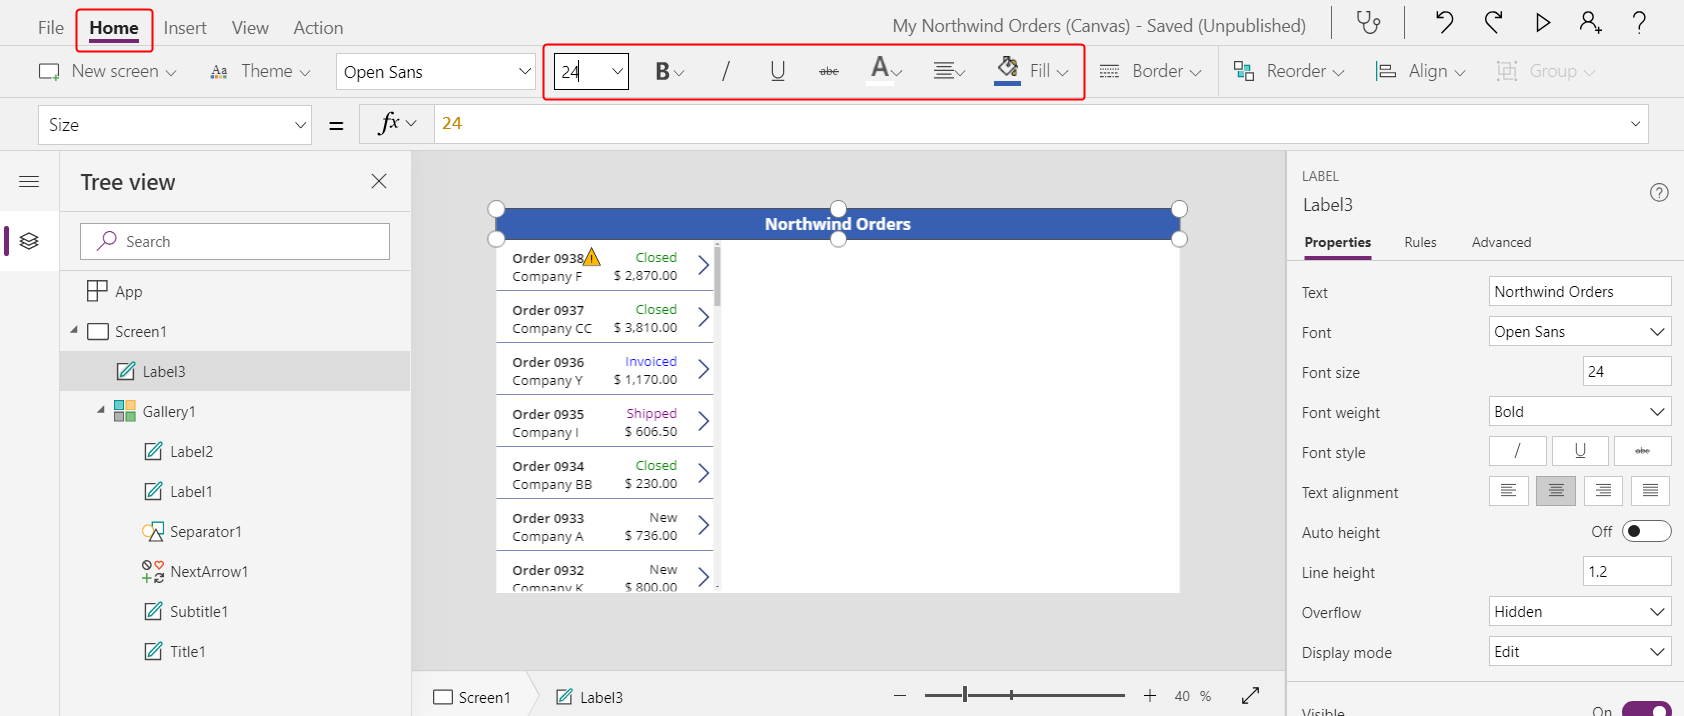 File Home Insert View Action My Northwind Orders (Canvas) - Saved (Unpublished) ?
New screen Aa Theme Open Sans 24 B / U abc A Fill Border Reorder Align Group
Size = fx 24
Tree view
Search
App
Screen1
Label3
Gallery1
Label2
Label1
Separator1
NextArrow1
Subtitle1
Title1
Northwind Orders
Order 0938 Closed
Company F $ 2,870.00
Order 0937 Closed
Company CC $ 3,810.00
Order 0936 Invoiced
Company Y $ 1,170.00
Order 0935 Shipped
Company I $ 606.50
Order 0934 Closed
Company BB $ 230.00
Order 0933 New
Company A $ 736.00
Order 0932 New
Company K $ 800.00
Screen1 Label3 40 %
LABEL
Label3 ?
Properties Rules Advanced
Text Northwind Orders
Font Open Sans
Font size 24
Font weight Bold
Font style / U abc
Text alignment
Auto height Off
Line height 1.2
Overflow Hidden
Display mode Edit
Visible On